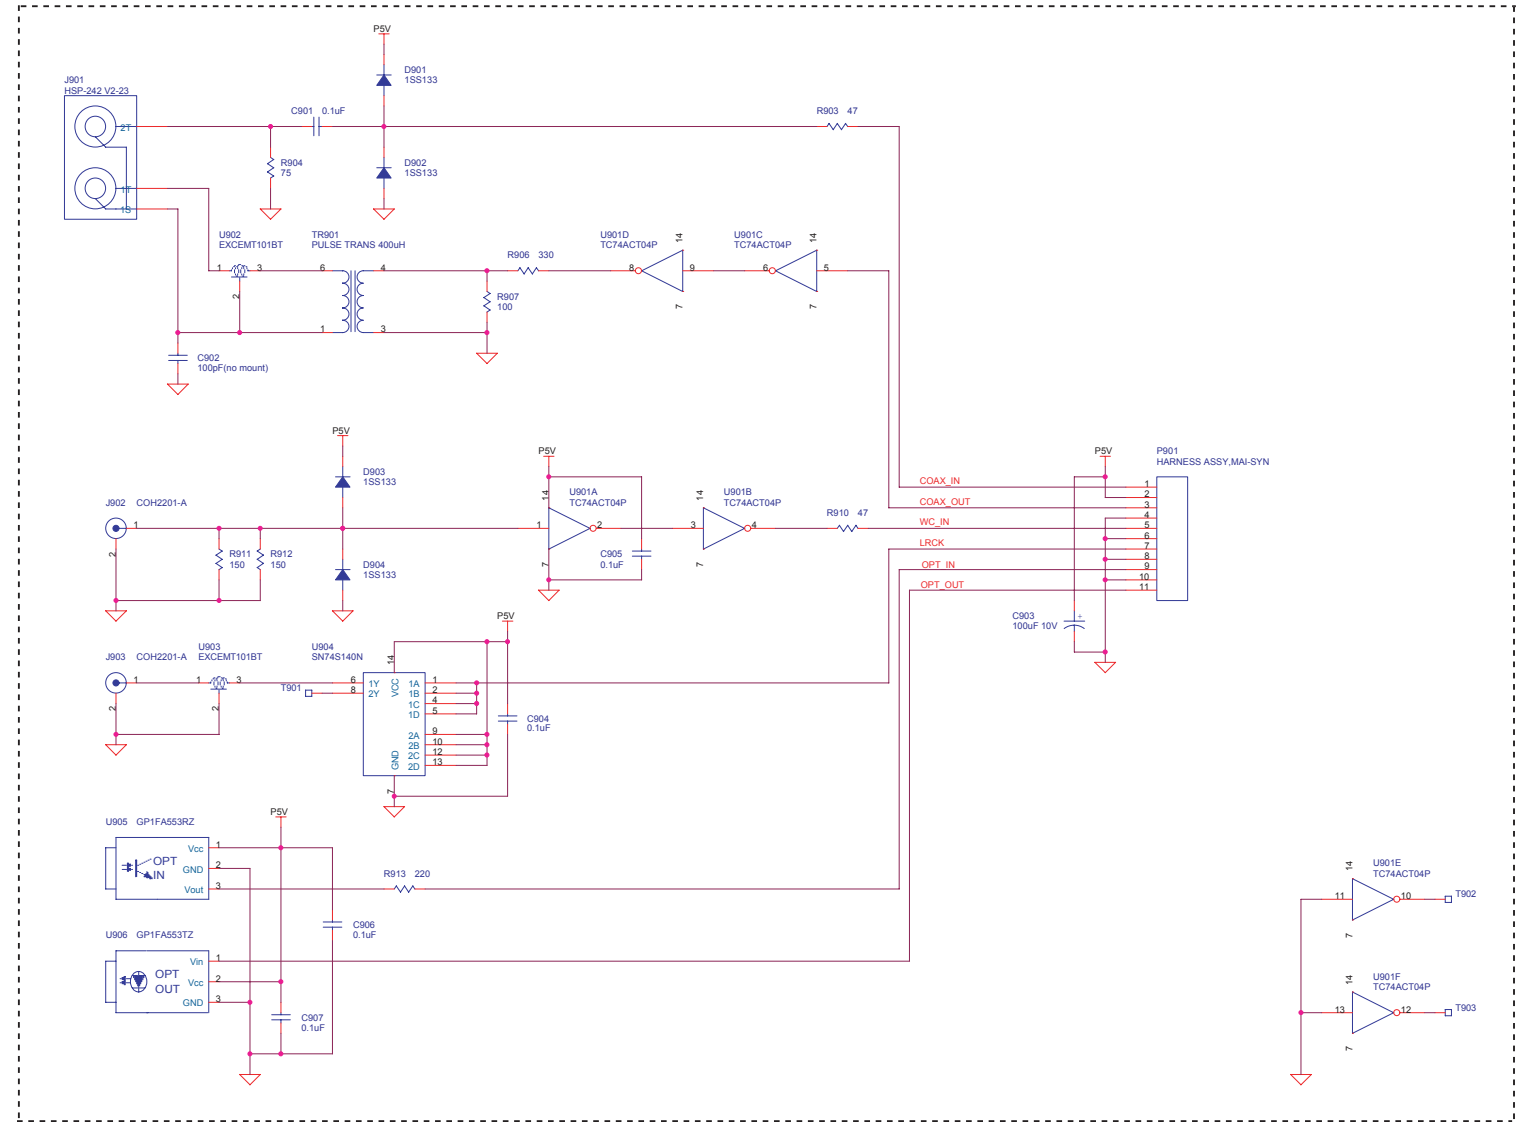 P5V
D901
1SS133
J901
HSP-242 V2-23
C901 0.1uF
R903 47
2T
R904
75
D902
1SS133
1T
1S
U902
EXCEMT101BT
TR901
PULSE TRANS 400uH
R906 330
U901D
TC74ACT04P
14
U901C
TC74ACT04P
14
1
3
2
6
4
8
9
6
5
R907
100
7
7
1
3
C902
100pF(no mount)
P5V
D903
1SS133
P5V
P5V
P901
HARNESS ASSY,MAI-SYN
J902 COH2201-A
1
2
R911
150
R912
150
D904
1SS133
14
U901A
TC74ACT04P
1
2
7
C905
0.1uF
14
U901B
TC74ACT04P
3
4
7
R910 47
COAX_IN
COAX_OUT
WC_IN
LRCK
OPT_IN
OPT_OUT
1
2
3
4
5
6
7
8
9
10
11
C903
100uF 10V
+
P5V
J903 COH2201-A
1
2
U903
EXCEMT101BT
1
3
2
U904
SN74S140N
T901
14
6
8
1Y
2Y
VCC
GND
1A
1B
1C
1D
2A
2B
2C
2D
1
2
4
5
9
10
12
13
7
C904
0.1uF
P5V
U905 GP1FA553RZ
OPT
IN
Vcc
GND
Vout
1
2
3
R913 220
C906
0.1uF
U906 GP1FA553TZ
OPT
OUT
Vin
Vcc
GND
1
2
3
C907
0.1uF
14
U901E
TC74ACT04P
11
10
T902
7
14
U901F
TC74ACT04P
13
12
T903
7